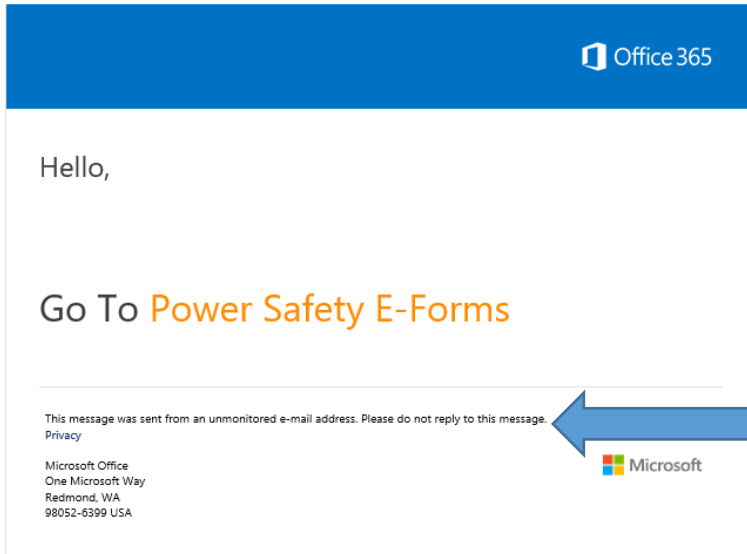 Office 365
Hello,
Go To Power Safety E-Forms
This message was sent from an unmonitored e-mail address. Please do not reply to this message.
Privacy
Microsoft Office
One Microsoft Way
Redmond, WA
98052-6399 USA
Microsoft